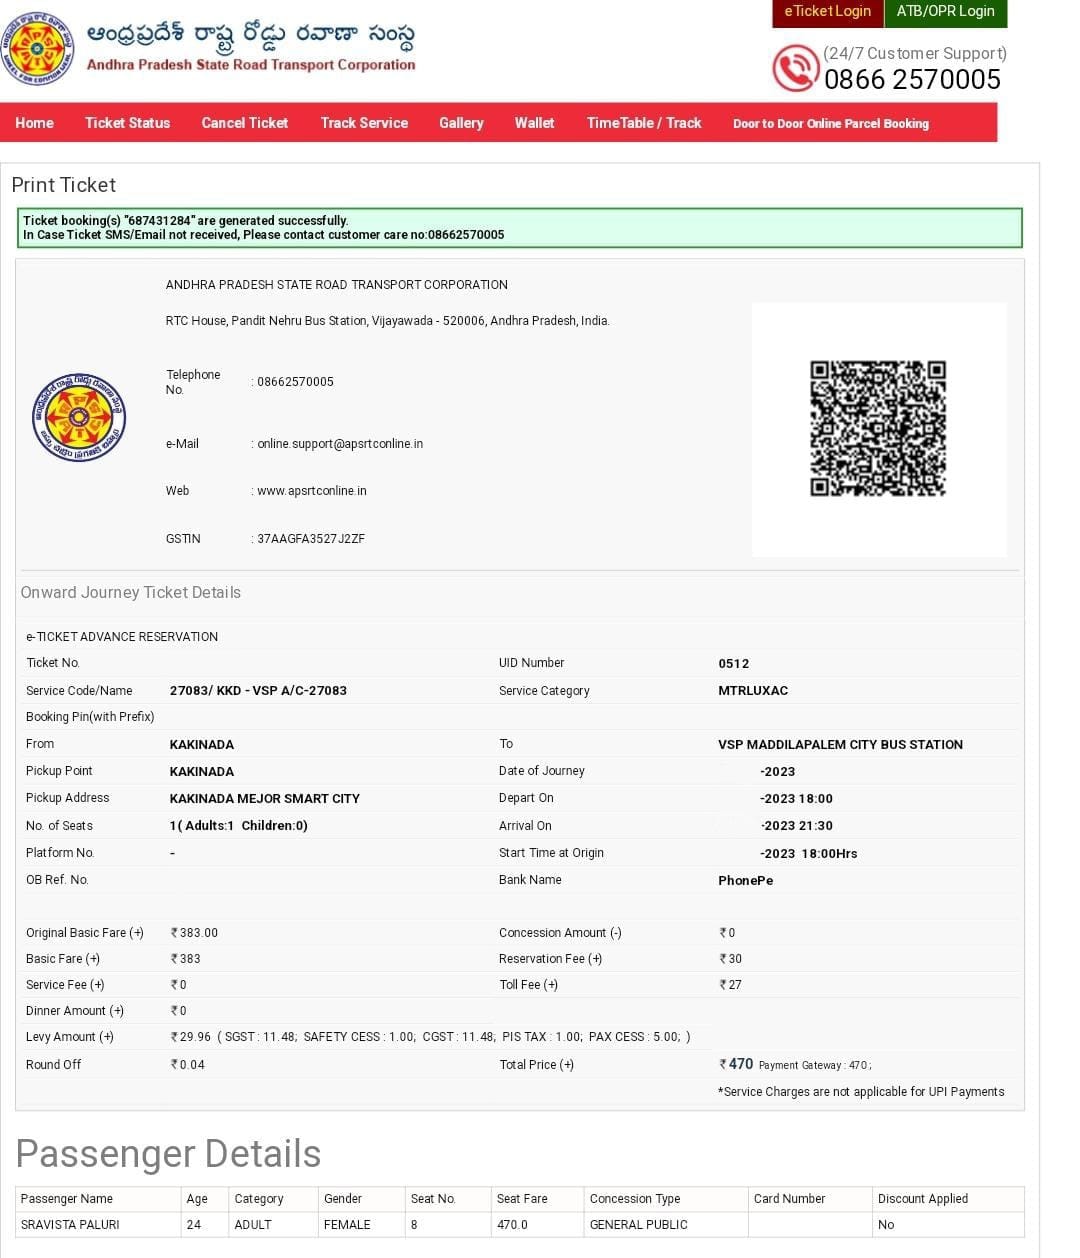 eTicket Login ATB/OPR Login
ఆంధ్రప్రదేశ్ రాష్ట్ర రోడ్డు రవాణా సంస్థ
Andhra Pradesh State Road Transport Corporation
(24/7 Customer Support)
0866 2570005
Home Ticket Status Cancel Ticket Track Service Gallery Wallet TimeTable / Track Door to Door Online Parcel Booking
Print Ticket
Ticket booking(s) "687431284" are generated successfully.
In Case Ticket SMS/Email not received, Please contact customer care no:08662570005
ANDHRA PRADESH STATE ROAD TRANSPORT CORPORATION
RTC House, Pandit Nehru Bus Station, Vijayawada - 520006, Andhra Pradesh, India.
Telephone No. : 08662570005
e-Mail : online.support@apsrtconline.in
Web : www.apsrtconline.in
GSTIN : 37AAGFA3527J2ZF
Onward Journey Ticket Details
e-TICKET ADVANCE RESERVATION
Ticket No. UID Number 0512
Service Code/Name 27083/ KKD - VSP A/C-27083 Service Category MTRLUXAC
Booking Pin(with Prefix)
From KAKINADA To VSP MADDILAPALEM CITY BUS STATION
Pickup Point KAKINADA Date of Journey -2023
Pickup Address KAKINADA MEJOR SMART CITY Depart On -2023 18:00
No. of Seats 1( Adults:1 Children:0) Arrival On -2023 21:30
Platform No. - Start Time at Origin -2023 18:00Hrs
OB Ref. No. Bank Name PhonePe
Original Basic Fare (+) ₹ 383.00 Concession Amount (-) ₹ 0
Basic Fare (+) ₹ 383 Reservation Fee (+) ₹ 30
Service Fee (+) ₹ 0 Toll Fee (+) ₹ 27
Dinner Amount (+) ₹ 0
Levy Amount (+) ₹ 29.96 ( SGST : 11.48; SAFETY CESS : 1.00; CGST : 11.48; PIS TAX : 1.00; PAX CESS : 5.00; )
Round Off ₹ 0.04 Total Price (+) ₹ 470 Payment Gateway : 470 ;
*Service Charges are not applicable for UPI Payments
Passenger Details
Passenger Name Age Category Gender Seat No. Seat Fare Concession Type Card Number Discount Applied
SRAVISTA PALURI 24 ADULT FEMALE 8 470.0 GENERAL PUBLIC No